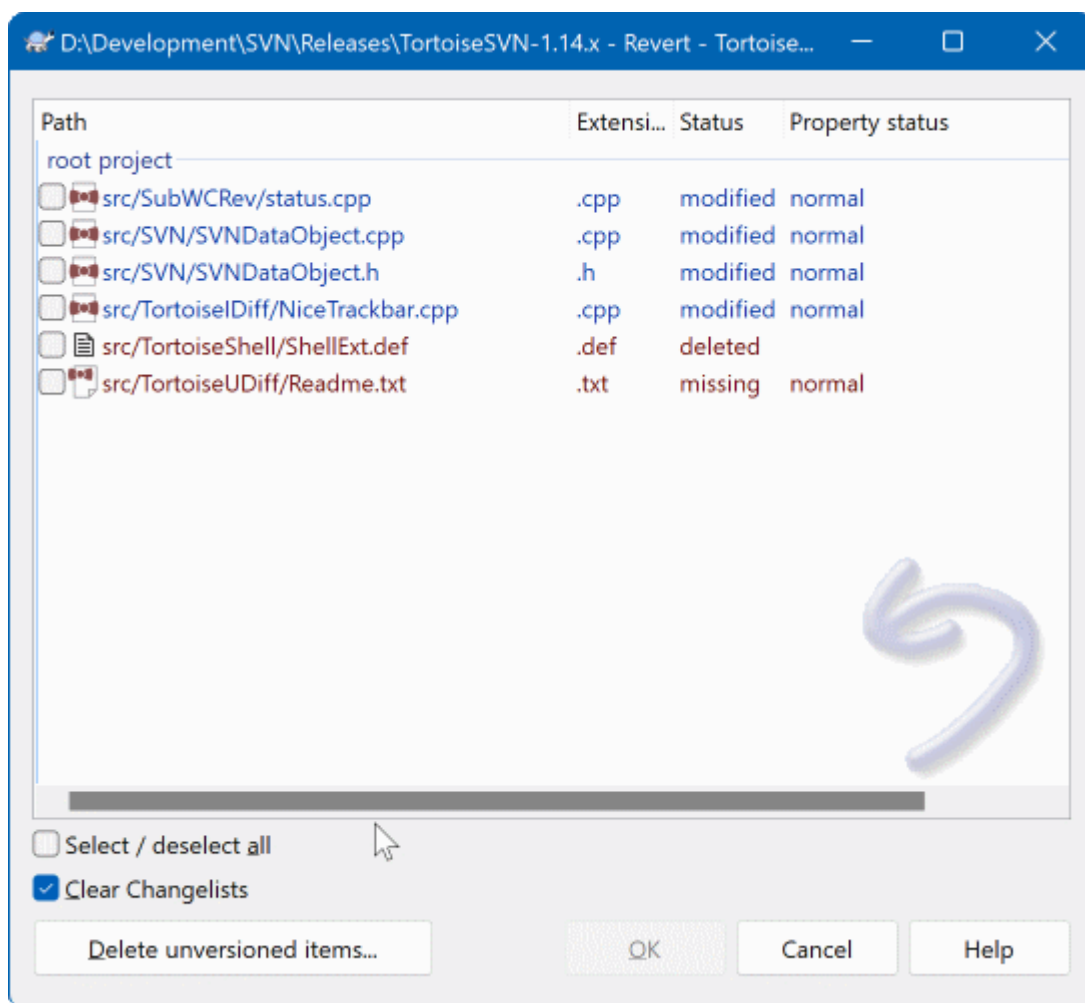 D:\Development\SVN\Releases\TortoiseSVN-1.14.x - Revert - Tortoise...
Path Extensi... Status Property status
root project
src/SubWCRev/status.cpp .cpp modified normal
src/SVN/SVNDataObject.cpp .cpp modified normal
src/SVN/SVNDataObject.h .h modified normal
src/TortoiseIDiff/NiceTrackbar.cpp .cpp modified normal
src/TortoiseShell/ShellExt.def .def deleted
src/TortoiseUDiff/Readme.txt .txt missing normal
Select / deselect all
Clear Changelists
Delete unversioned items... OK Cancel Help